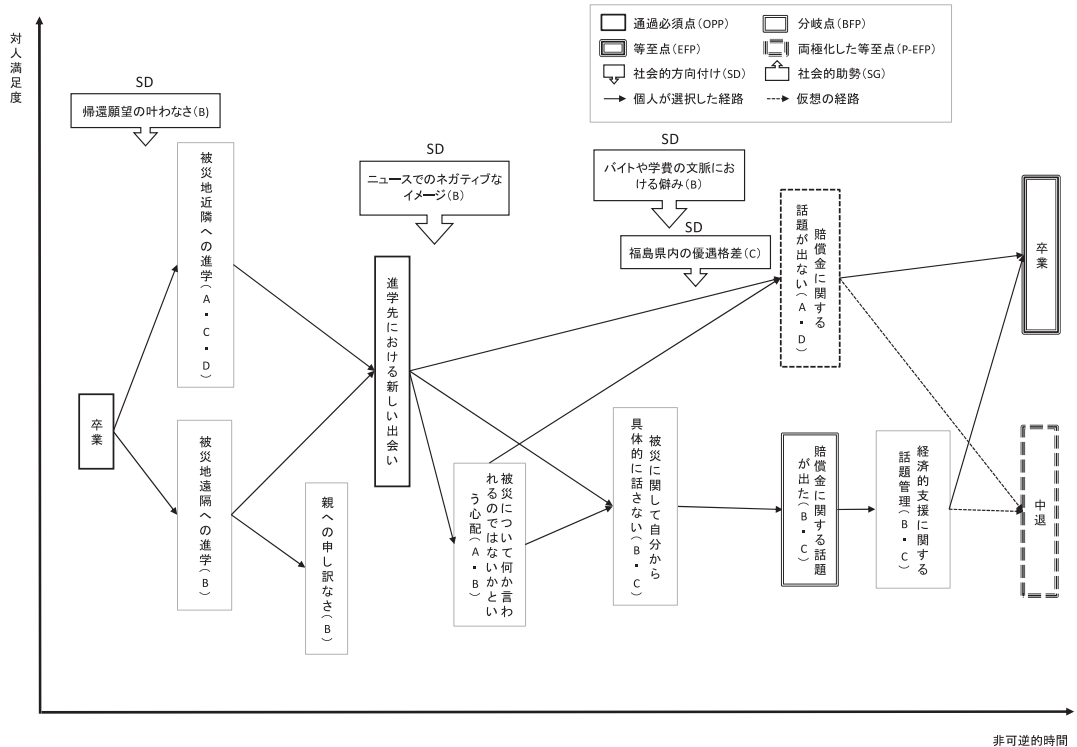 対人満足度
通過必須点(OPP)
分岐点(BFP)
等至点(EFP)
両極化した等至点(P-EFP)
社会的方向付け(SD)
社会的助勢(SG)
個人が選択した経路
仮想の経路
SD
帰還願望の叶わなさ(B)
SD
ニュースでのネガティブな
イメージ(B)
SD
バイトや学費の文脈にお
ける僻み(B)
SD
福島県内の優遇格差(C)
卒業
被災地近隣への進学(A・C・D)
被災地遠隔への進学(B)
親への申し訳なさ(B)
進学先における新しい出会い
被災について何か言わ
れるのではないかとい
う心配(A・B)
被災に関して自分から
具体的に話さない(B・C)
賠償金に関する
話題が出ない(A・D)
賠償金に関する話題
が出た(B・C)
経済的支援に関する
話題管理(B・C)
卒業
中退
非可逆的時間